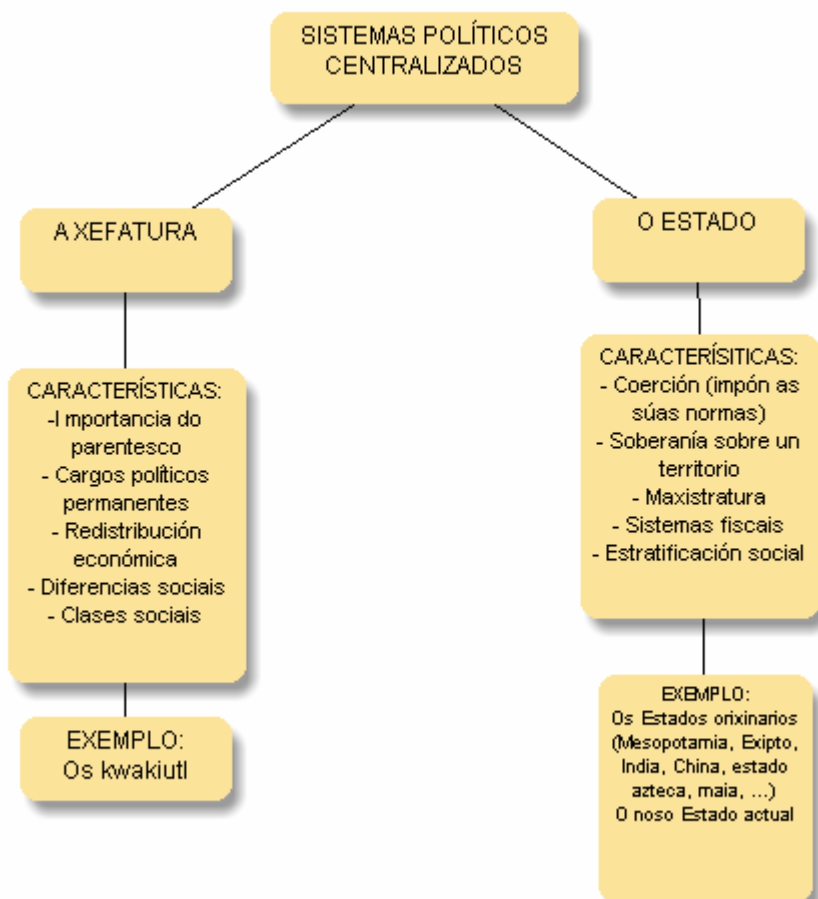 SISTEMAS POLÍTICOS
CENTRALIZADOS
A XEFATURA
O ESTADO
CARACTERÍSTICAS:
-I mportancia do
parentesco
- Cargos políticos
permanentes
- Redistribución
económica
- Diferencias sociais
- Clases sociais
CARACTERÍSITICAS:
- Coerción (impón as
súas normas)
- Soberanía sobre un
territorio
- Maxistratura
- Sistemas fiscais
- Estratificación social
EXEMPLO:
Os kwakiutl
EXEMPLO:
Os Estados orixinarios
(Mesopotamia, Exipto,
India, China, estado
azteca, maia, ...)
O noso Estado actual